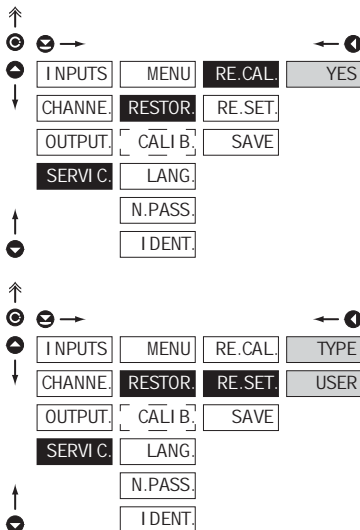 INPUTS MENU RE.CAL. YES
CHANNE. RESTOR. RE.SET.
OUTPUT. CALIB. SAVE
SERVIC. LANG.
N.PASS.
IDENT.
INPUTS MENU RE.CAL. TYPE
CHANNE. RESTOR. RE.SET. USER
OUTPUT. CALIB. SAVE
SERVIC. LANG.
N.PASS.
IDENT.